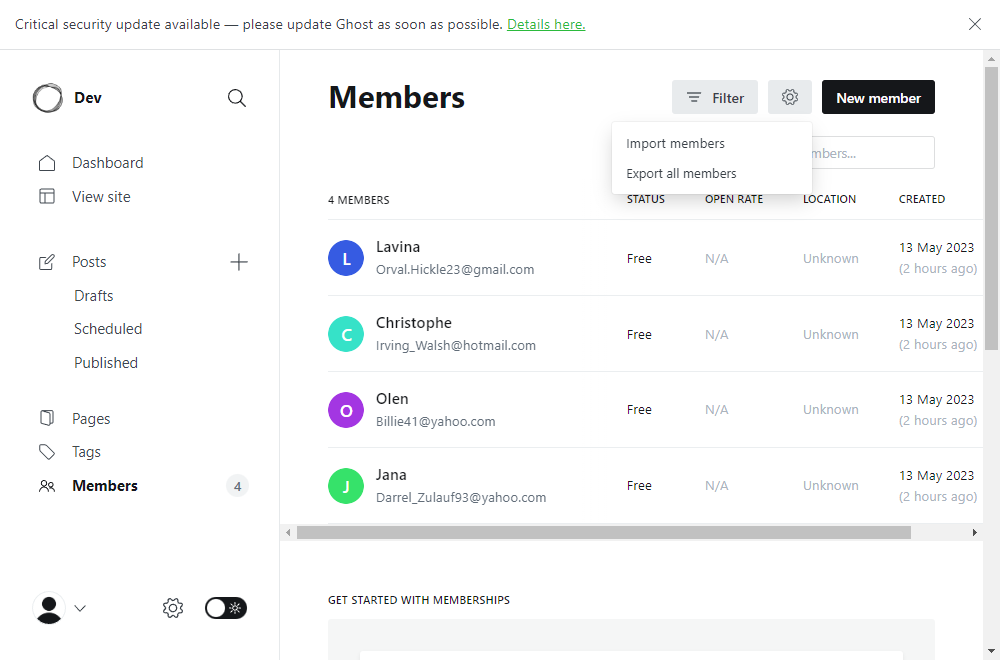 Critical security update available — please update Ghost as soon as possible. Details here.
Dev
Dashboard
View site
Posts
Drafts
Scheduled
Published
Pages
Tags
Members
4
Members
Filter
New member
Import members
Export all members
4 MEMBERS
STATUS
OPEN RATE
LOCATION
CREATED
L
Lavina
Orval.Hickle23@gmail.com
Free
N/A
Unknown
13 May 2023
(2 hours ago)
C
Christophe
Irving_Walsh@hotmail.com
Free
N/A
Unknown
13 May 2023
(2 hours ago)
O
Olen
Billie41@yahoo.com
Free
N/A
Unknown
13 May 2023
(2 hours ago)
J
Jana
Darrel_Zulauf93@yahoo.com
Free
N/A
Unknown
13 May 2023
(2 hours ago)
GET STARTED WITH MEMBERSHIPS